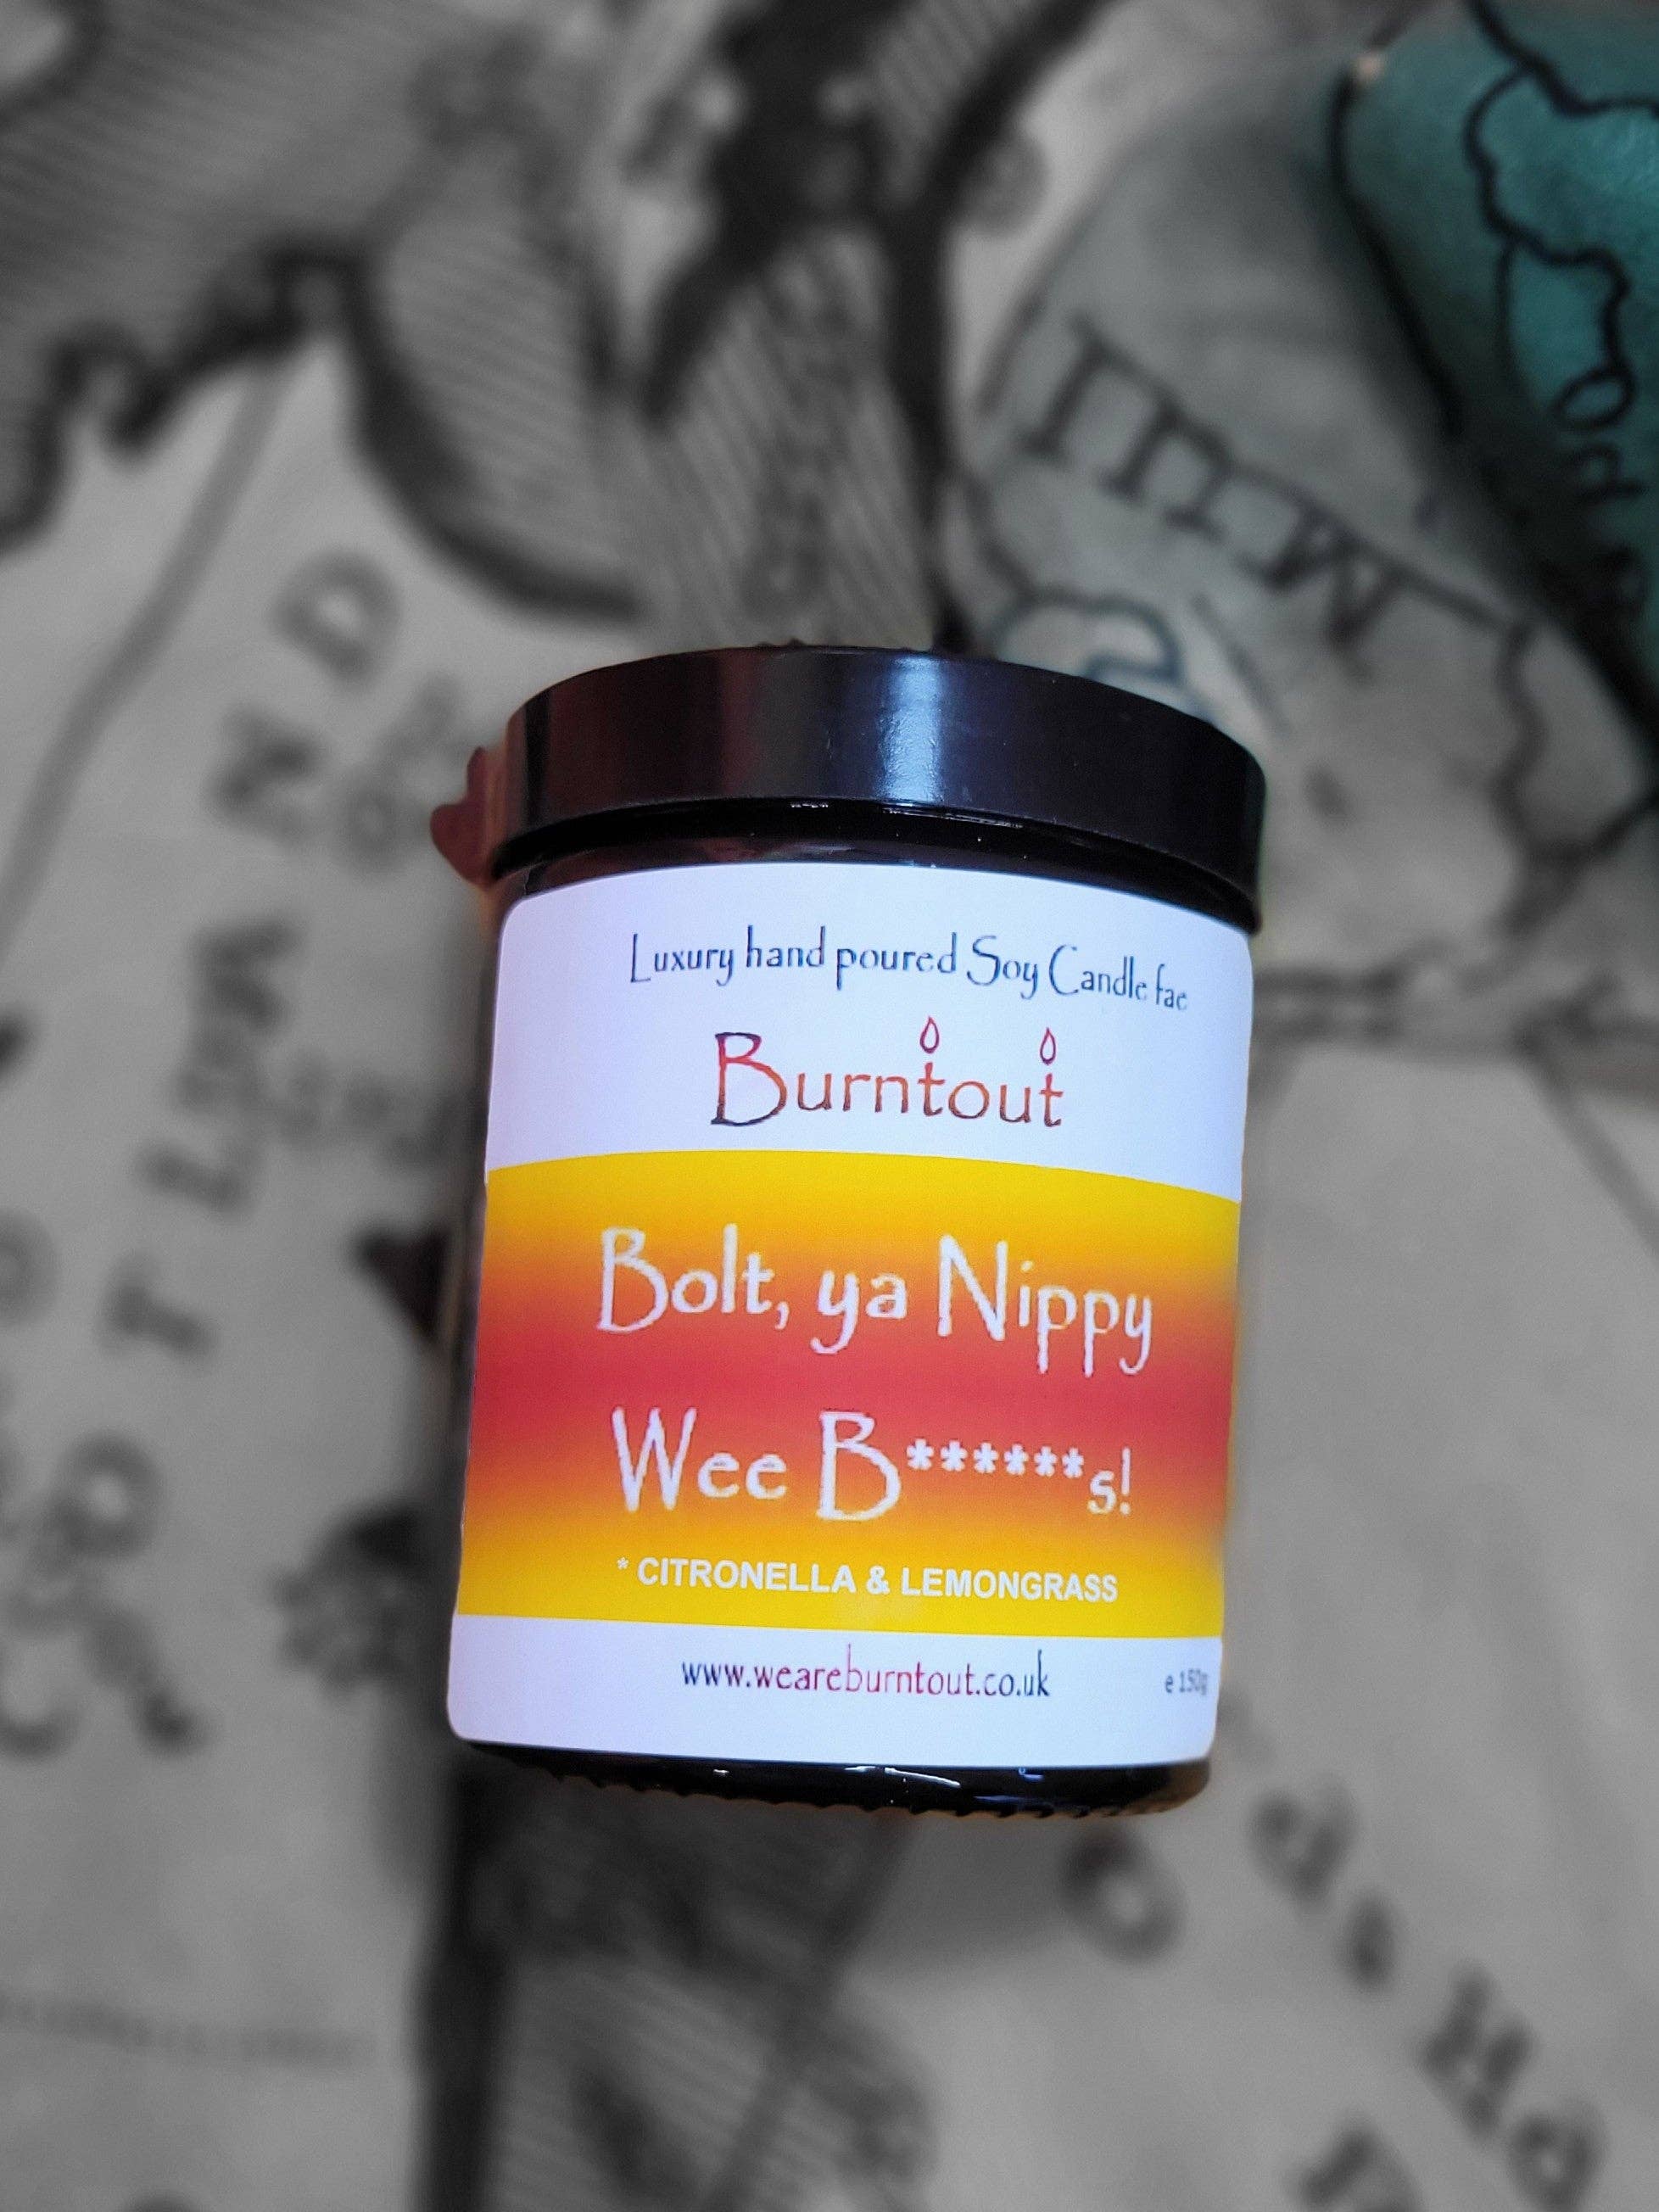 Luxury hand poured Soy Candle fae
Burntout
Bolt, ya Nippy
Wee B******s!
* CITRONELLA & LEMONGRASS
www.weareburntout.co.uk
e 150g